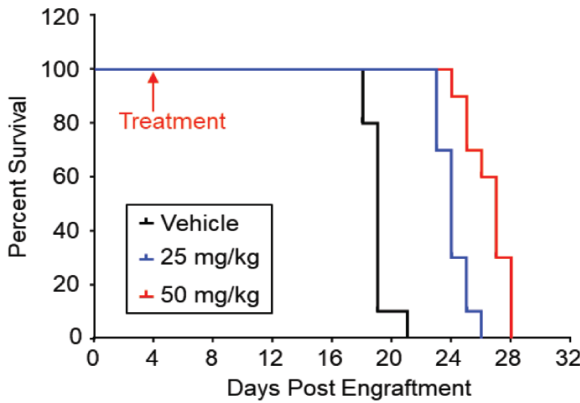 120
100
80
60
40
20
0
Percent Survival
Treatment
Vehicle
25 mg/kg
50 mg/kg
0 4 8 12 16 20 24 28 32
Days Post Engraftment